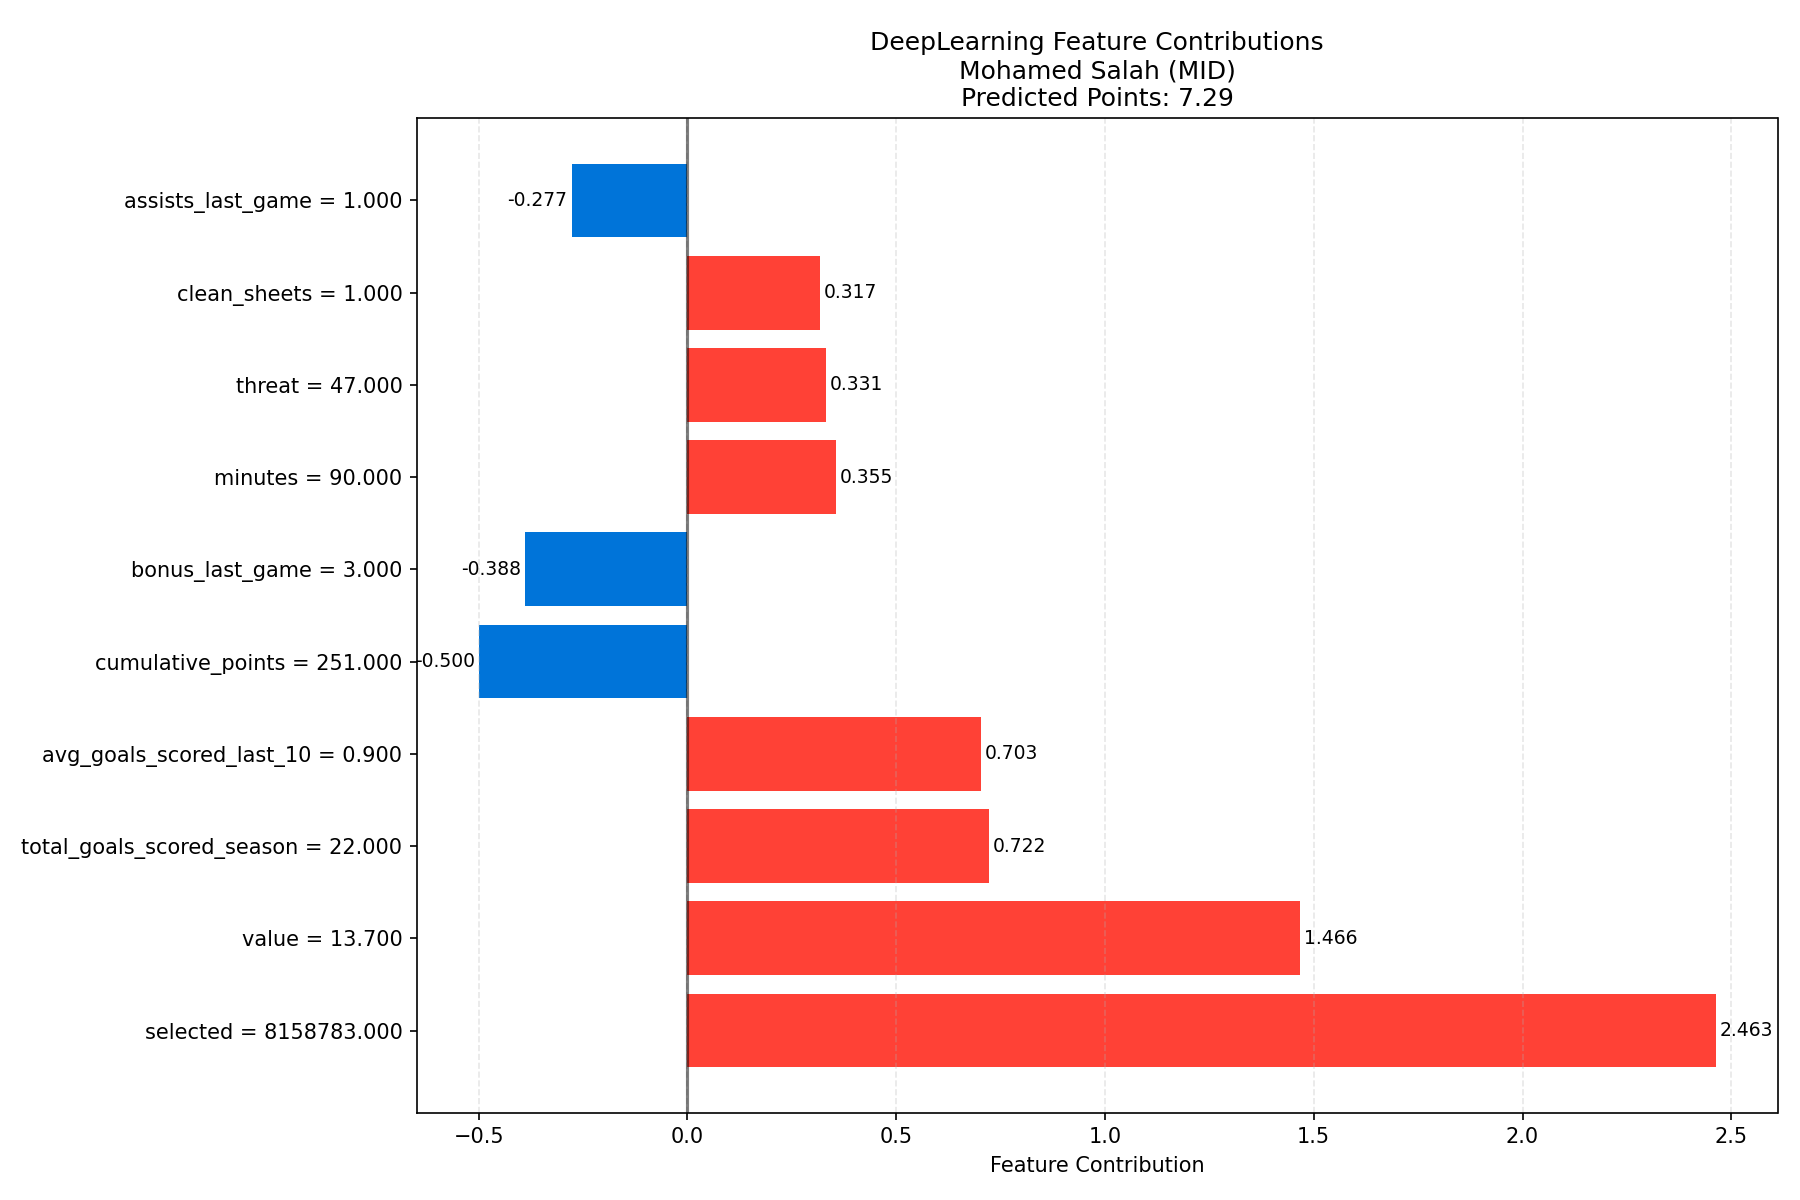 DeepLearning Feature Contributions
Mohamed Salah (MID)
Predicted Points: 7.29
assists_last_game = 1.000
-0.277
clean_sheets = 1.000
0.317
threat = 47.000
0.331
minutes = 90.000
0.355
bonus_last_game = 3.000
-0.388
cumulative_points = 251.000
-0.500
avg_goals_scored_last_10 = 0.900
0.703
total_goals_scored_season = 22.000
0.722
value = 13.700
1.466
selected = 8158783.000
2.463
−0.5 0.0 0.5 1.0 1.5 2.0 2.5
Feature Contribution